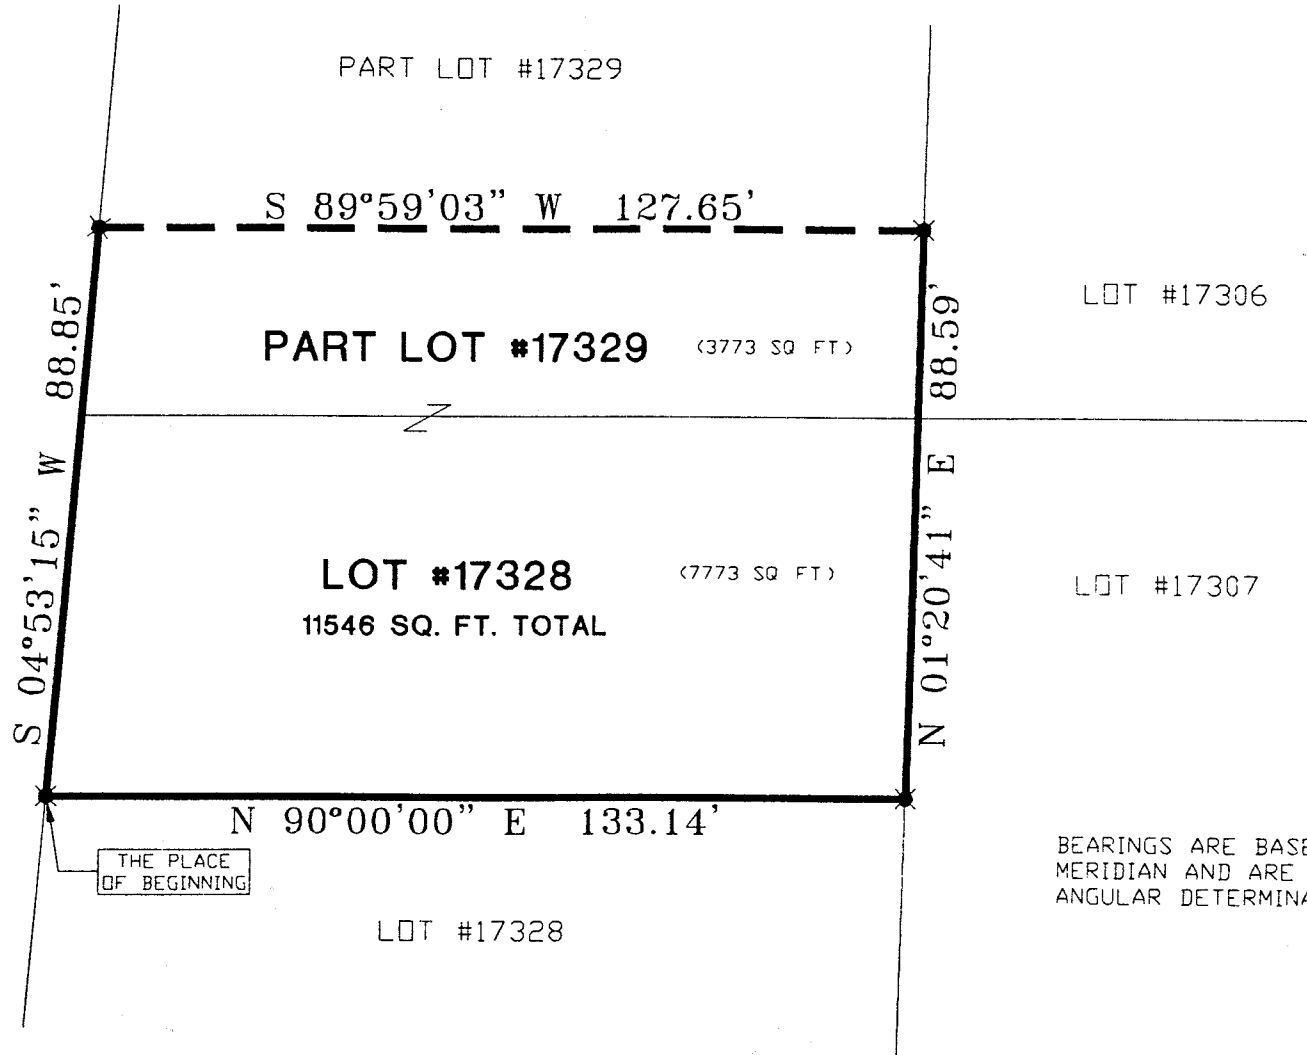 PART LOT #17329
S 89°59'03" W 127.65'
LOT #17306
88.85'
88.59'
PART LOT #17329 (3773 SQ FT)
S 04°53'15" W
N 01°20'41" E
LOT #17328 (7773 SQ FT)
11546 SQ. FT. TOTAL
LOT #17307
N 90°00'00" E 133.14'
THE PLACE
OF BEGINNING
BEARINGS ARE
MERIDIAN AND ARE
ANGULAR
LOT #17328